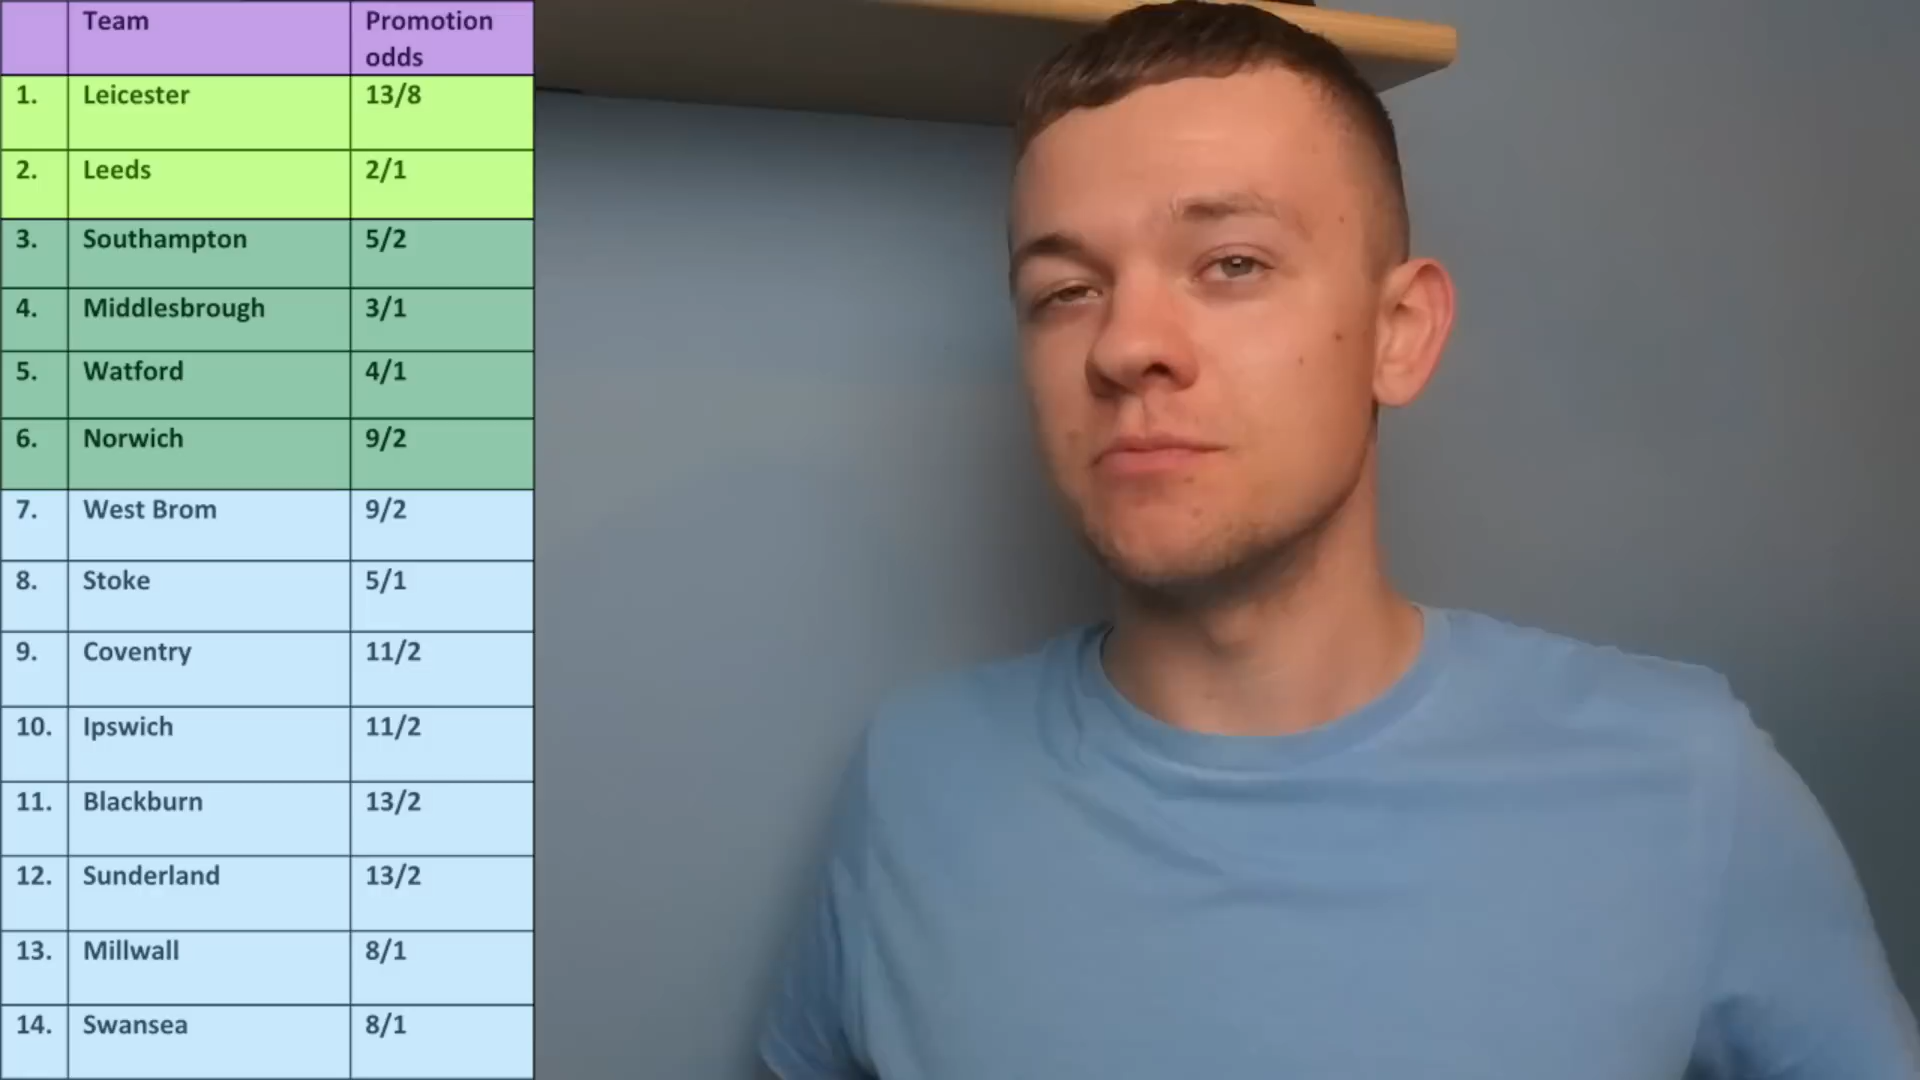 Team Promotion odds
1. Leicester 13/8
2. Leeds 2/1
3. Southampton 5/2
4. Middlesbrough 3/1
5. Watford 4/1
6. Norwich 9/2
7. West Brom 9/2
8. Stoke 5/1
9. Coventry 11/2
10. Ipswich 11/2
11. Blackburn 13/2
12. Sunderland 13/2
13. Millwall 8/1
14. Swansea 8/1